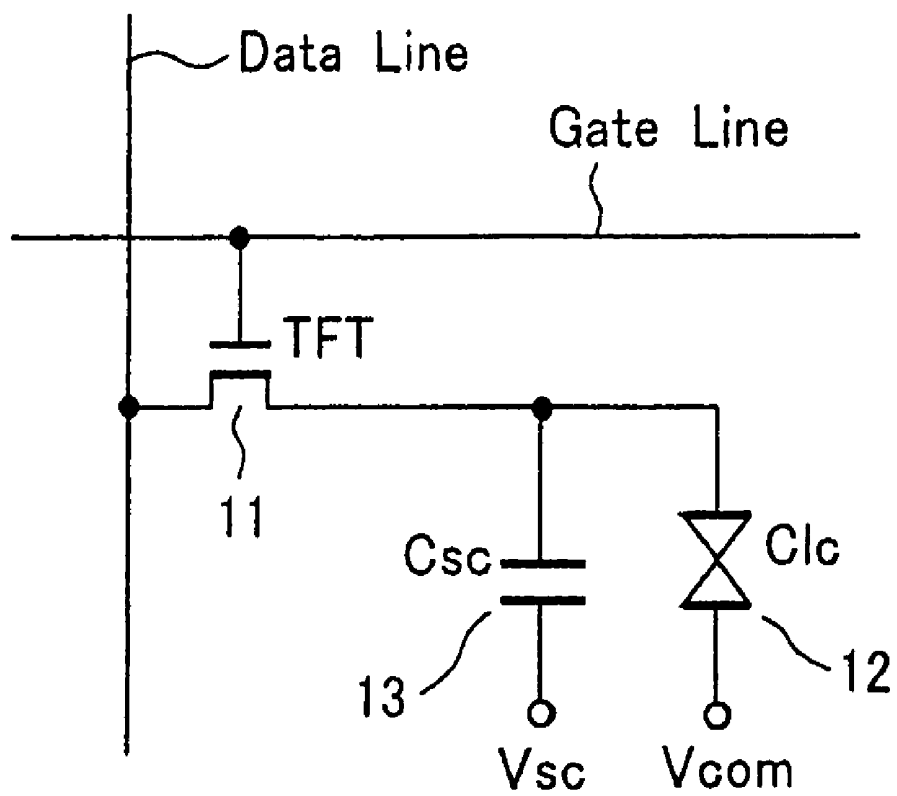 Data Line
Gate Line
TFT
11
Csc
Clc
13
12
Vsc
Vcom